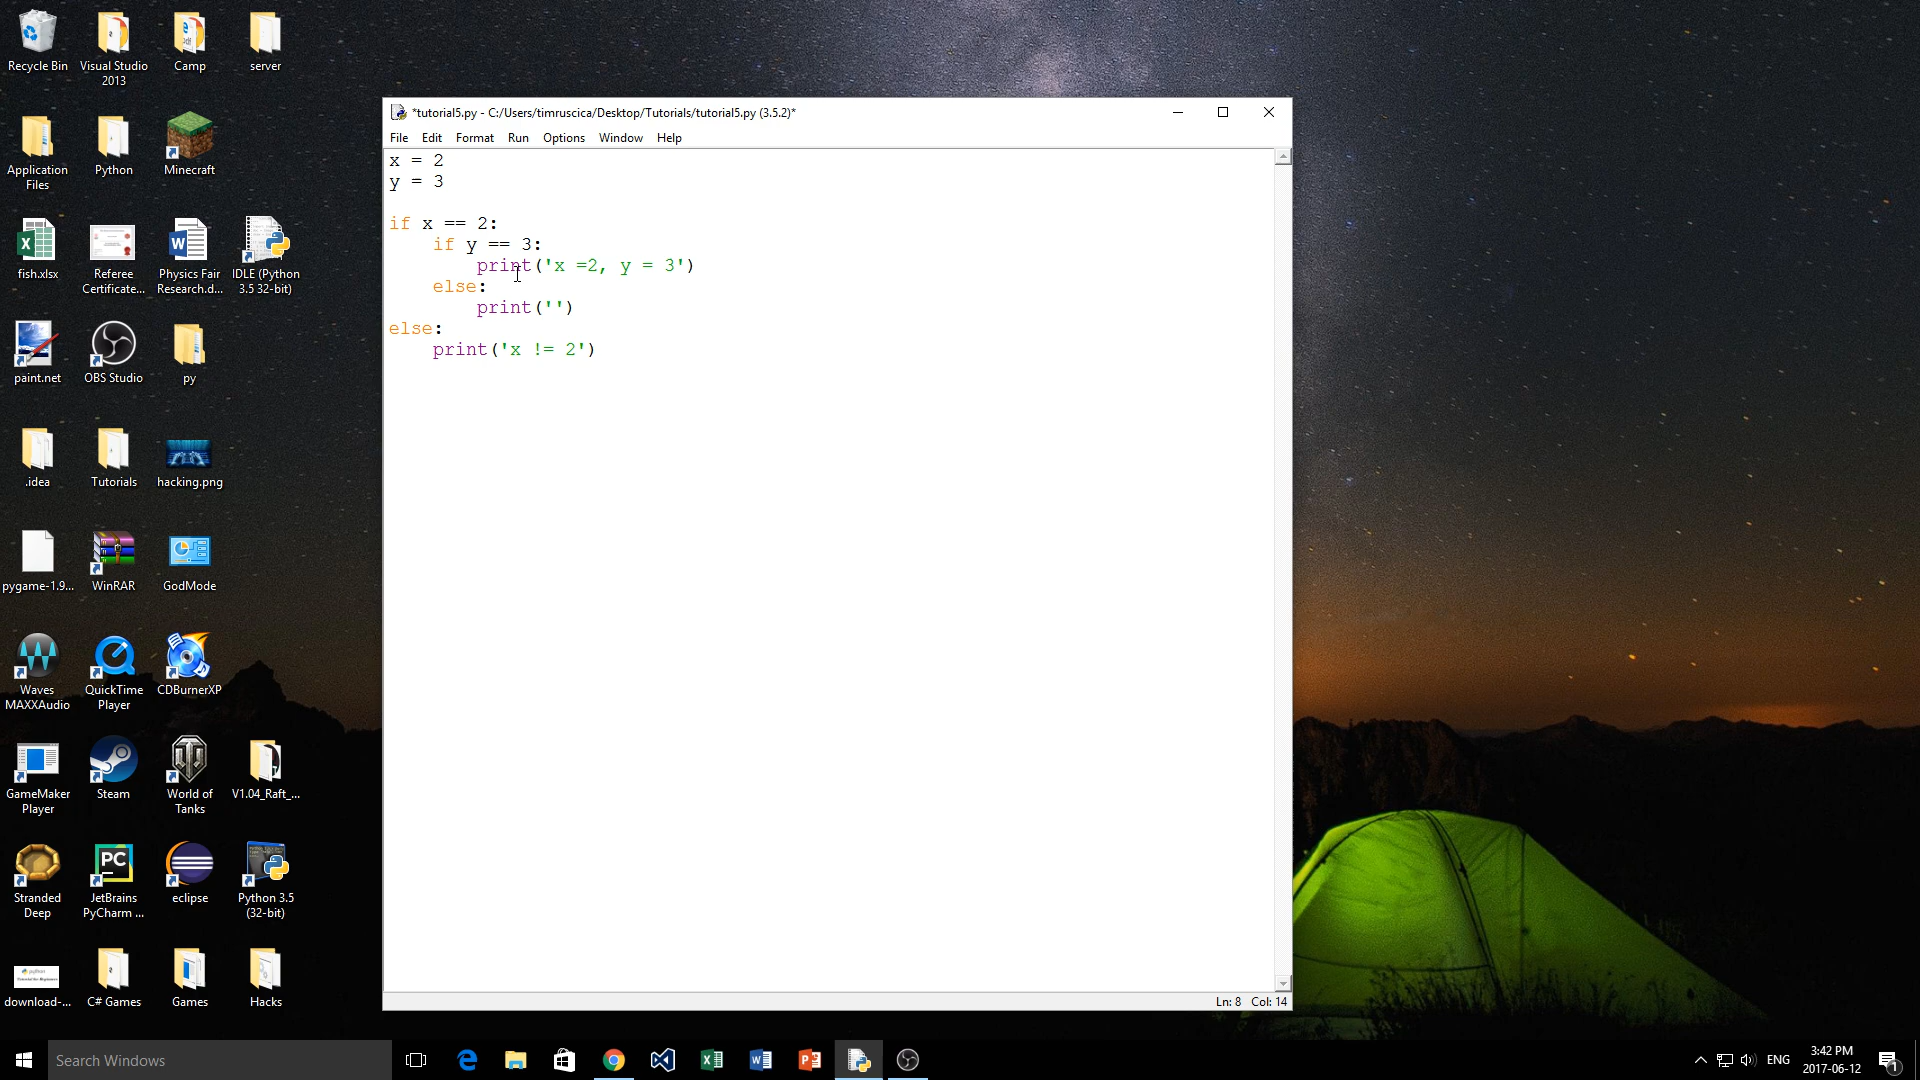 Recycle Bin
Visual Studio
2013
Camp
server
Application
Files
Python
Minecraft
fish.xlsx
Referee
Certificate...
Physics Fair
Research.d...
IDLE (Python
3.5 32-bit)
paint.net
OBS Studio
py
.idea
Tutorials
hacking.png
pygame-1.9...
WinRAR
GodMode
Waves
MAXXAudio
QuickTime
Player
CDBurnerXP
GameMaker
Player
Steam
World of
Tanks
V1.04_Raft_...
Stranded
Deep
JetBrains
PyCharm ...
eclipse
Python 3.5
(32-bit)
download-...
C# Games
Games
Hacks
*tutorial5.py - C:/Users/timruscica/Desktop/Tutorials/tutorial5.py (3.5.2)*
File Edit Format Run Options Window Help
x = 2
y = 3
if x == 2:
    if y == 3:
        print('x =2, y = 3')
    else:
        print('')
else:
    print('x != 2')
Ln: 8 Col: 14
Search Windows
ENG
3:42 PM
2017-06-12
1